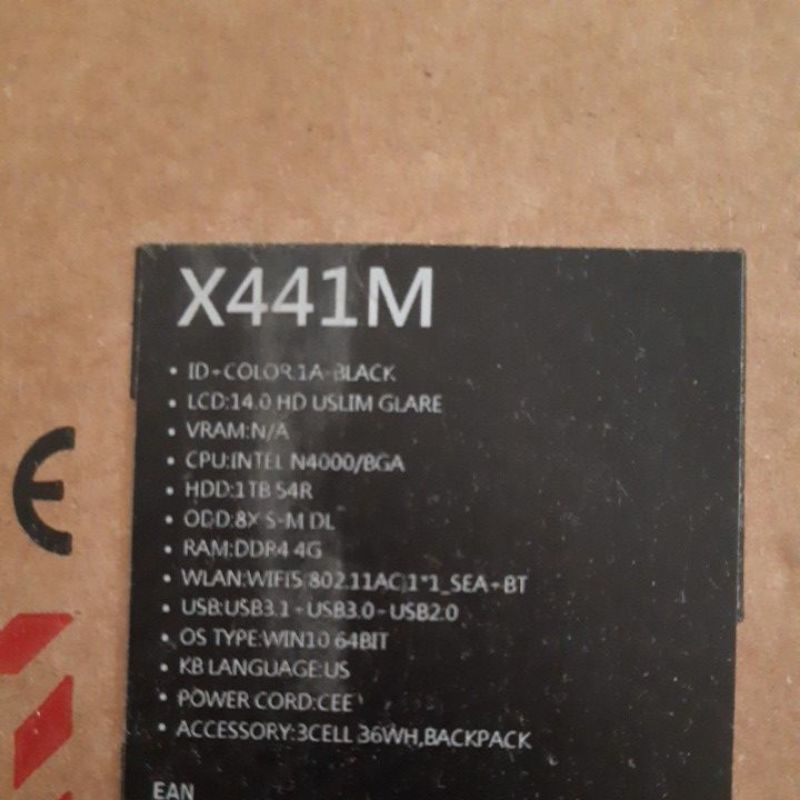 X441M
• ID-COLOR:1A-BLACK
• LCD:14.0 HD USLIM GLARE
• VRAM:N/A
• CPU:INTEL N4000/BGA
• HDD:1TB 54R
• ODD:8X S-M DL
• RAM:DDR4 4G
• WLAN:WIFI5 802.11AC,1*1_SEA+BT
• USB:USB3.1-USB3.0-USB2.0
• OS TYPE:WIN10 64BIT
• KB LANGUAGE:US
• POWER CORD:CEE
• ACCESSORY:3CELL 36WH,BACKPACK
EAN